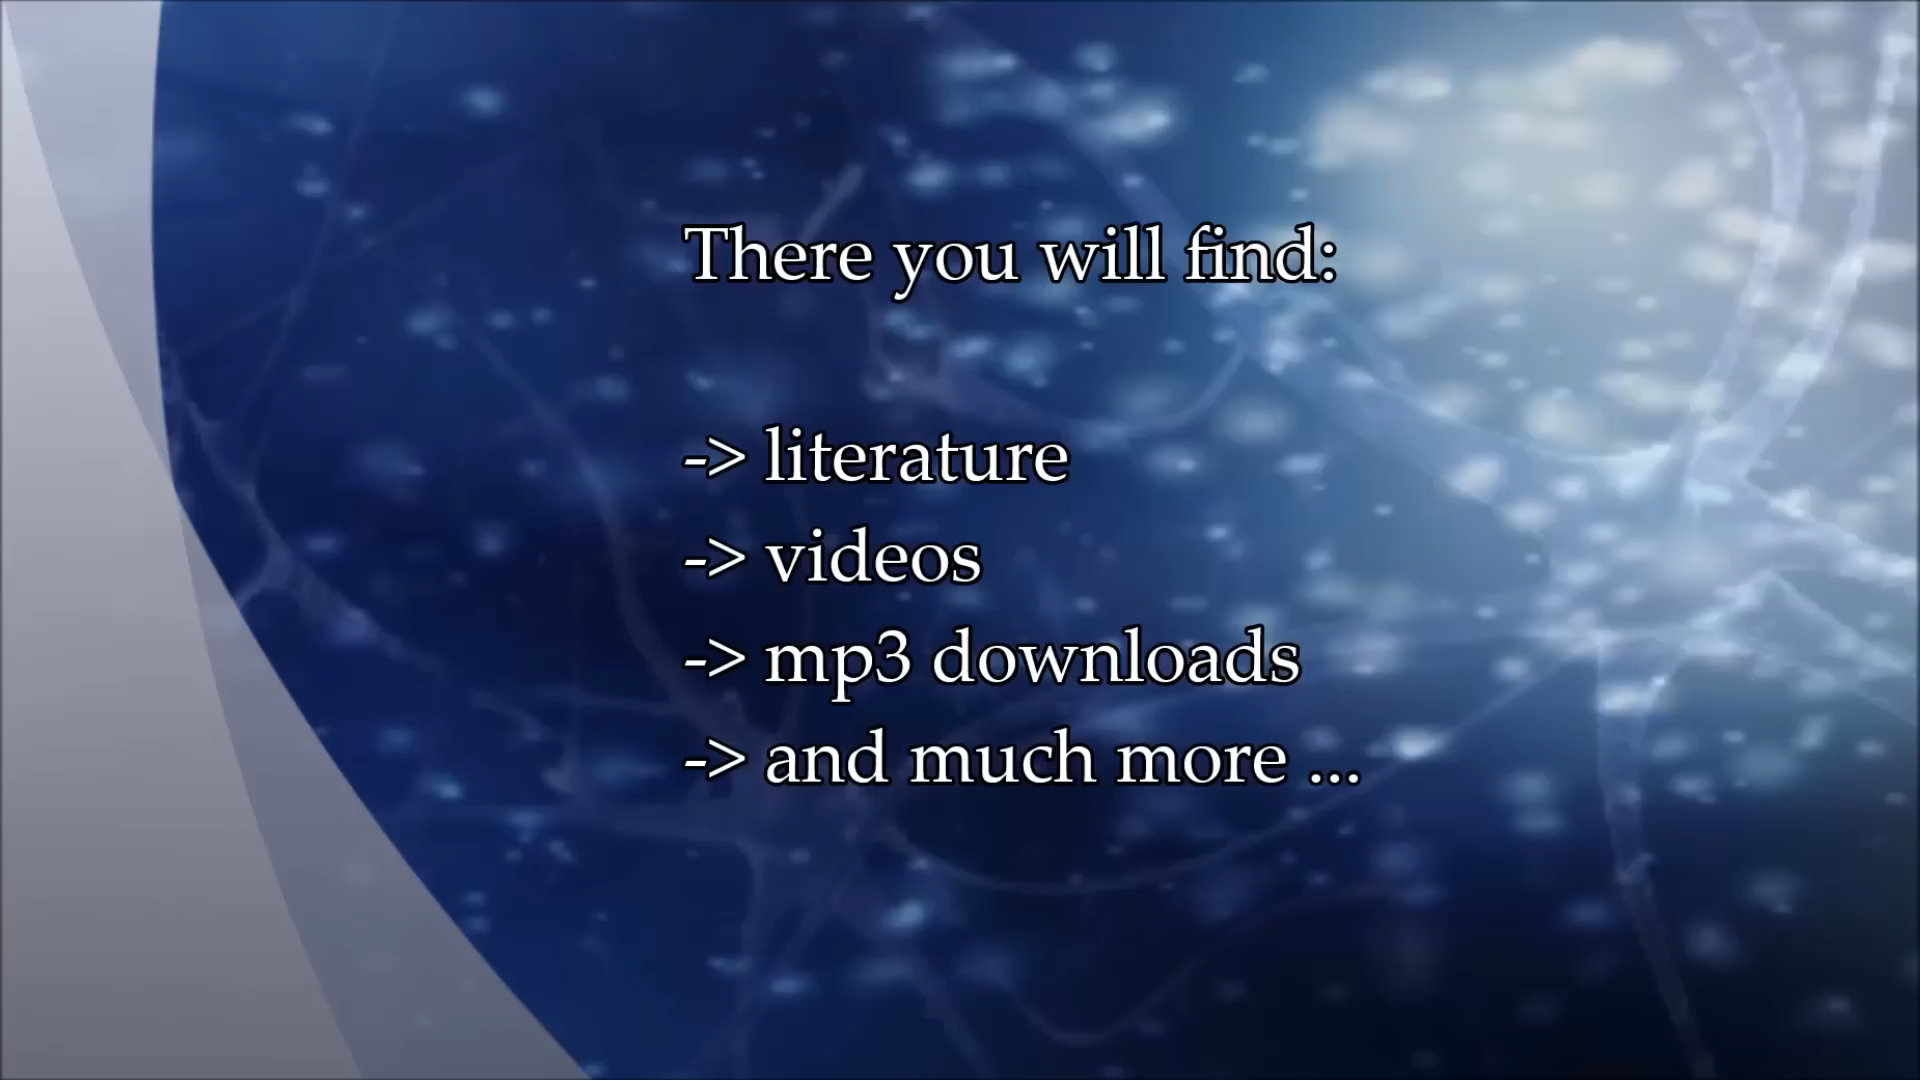 There you will find:
-> literature
-> videos
-> mp3 downloads
-> and much more ...